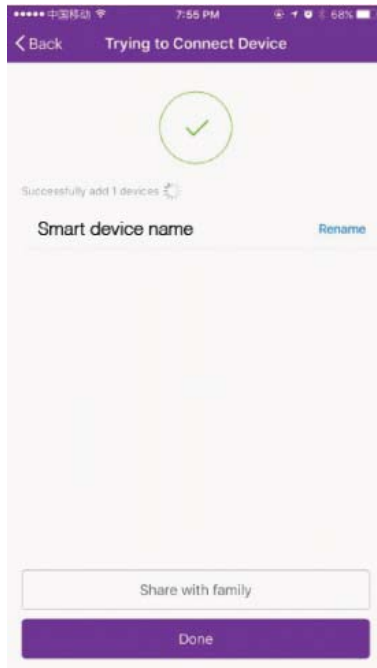 中国移动 7:55 PM 68%
Back Trying to Connect Device
Successfully add 1 devices
Smart device name Rename
Share with family
Done